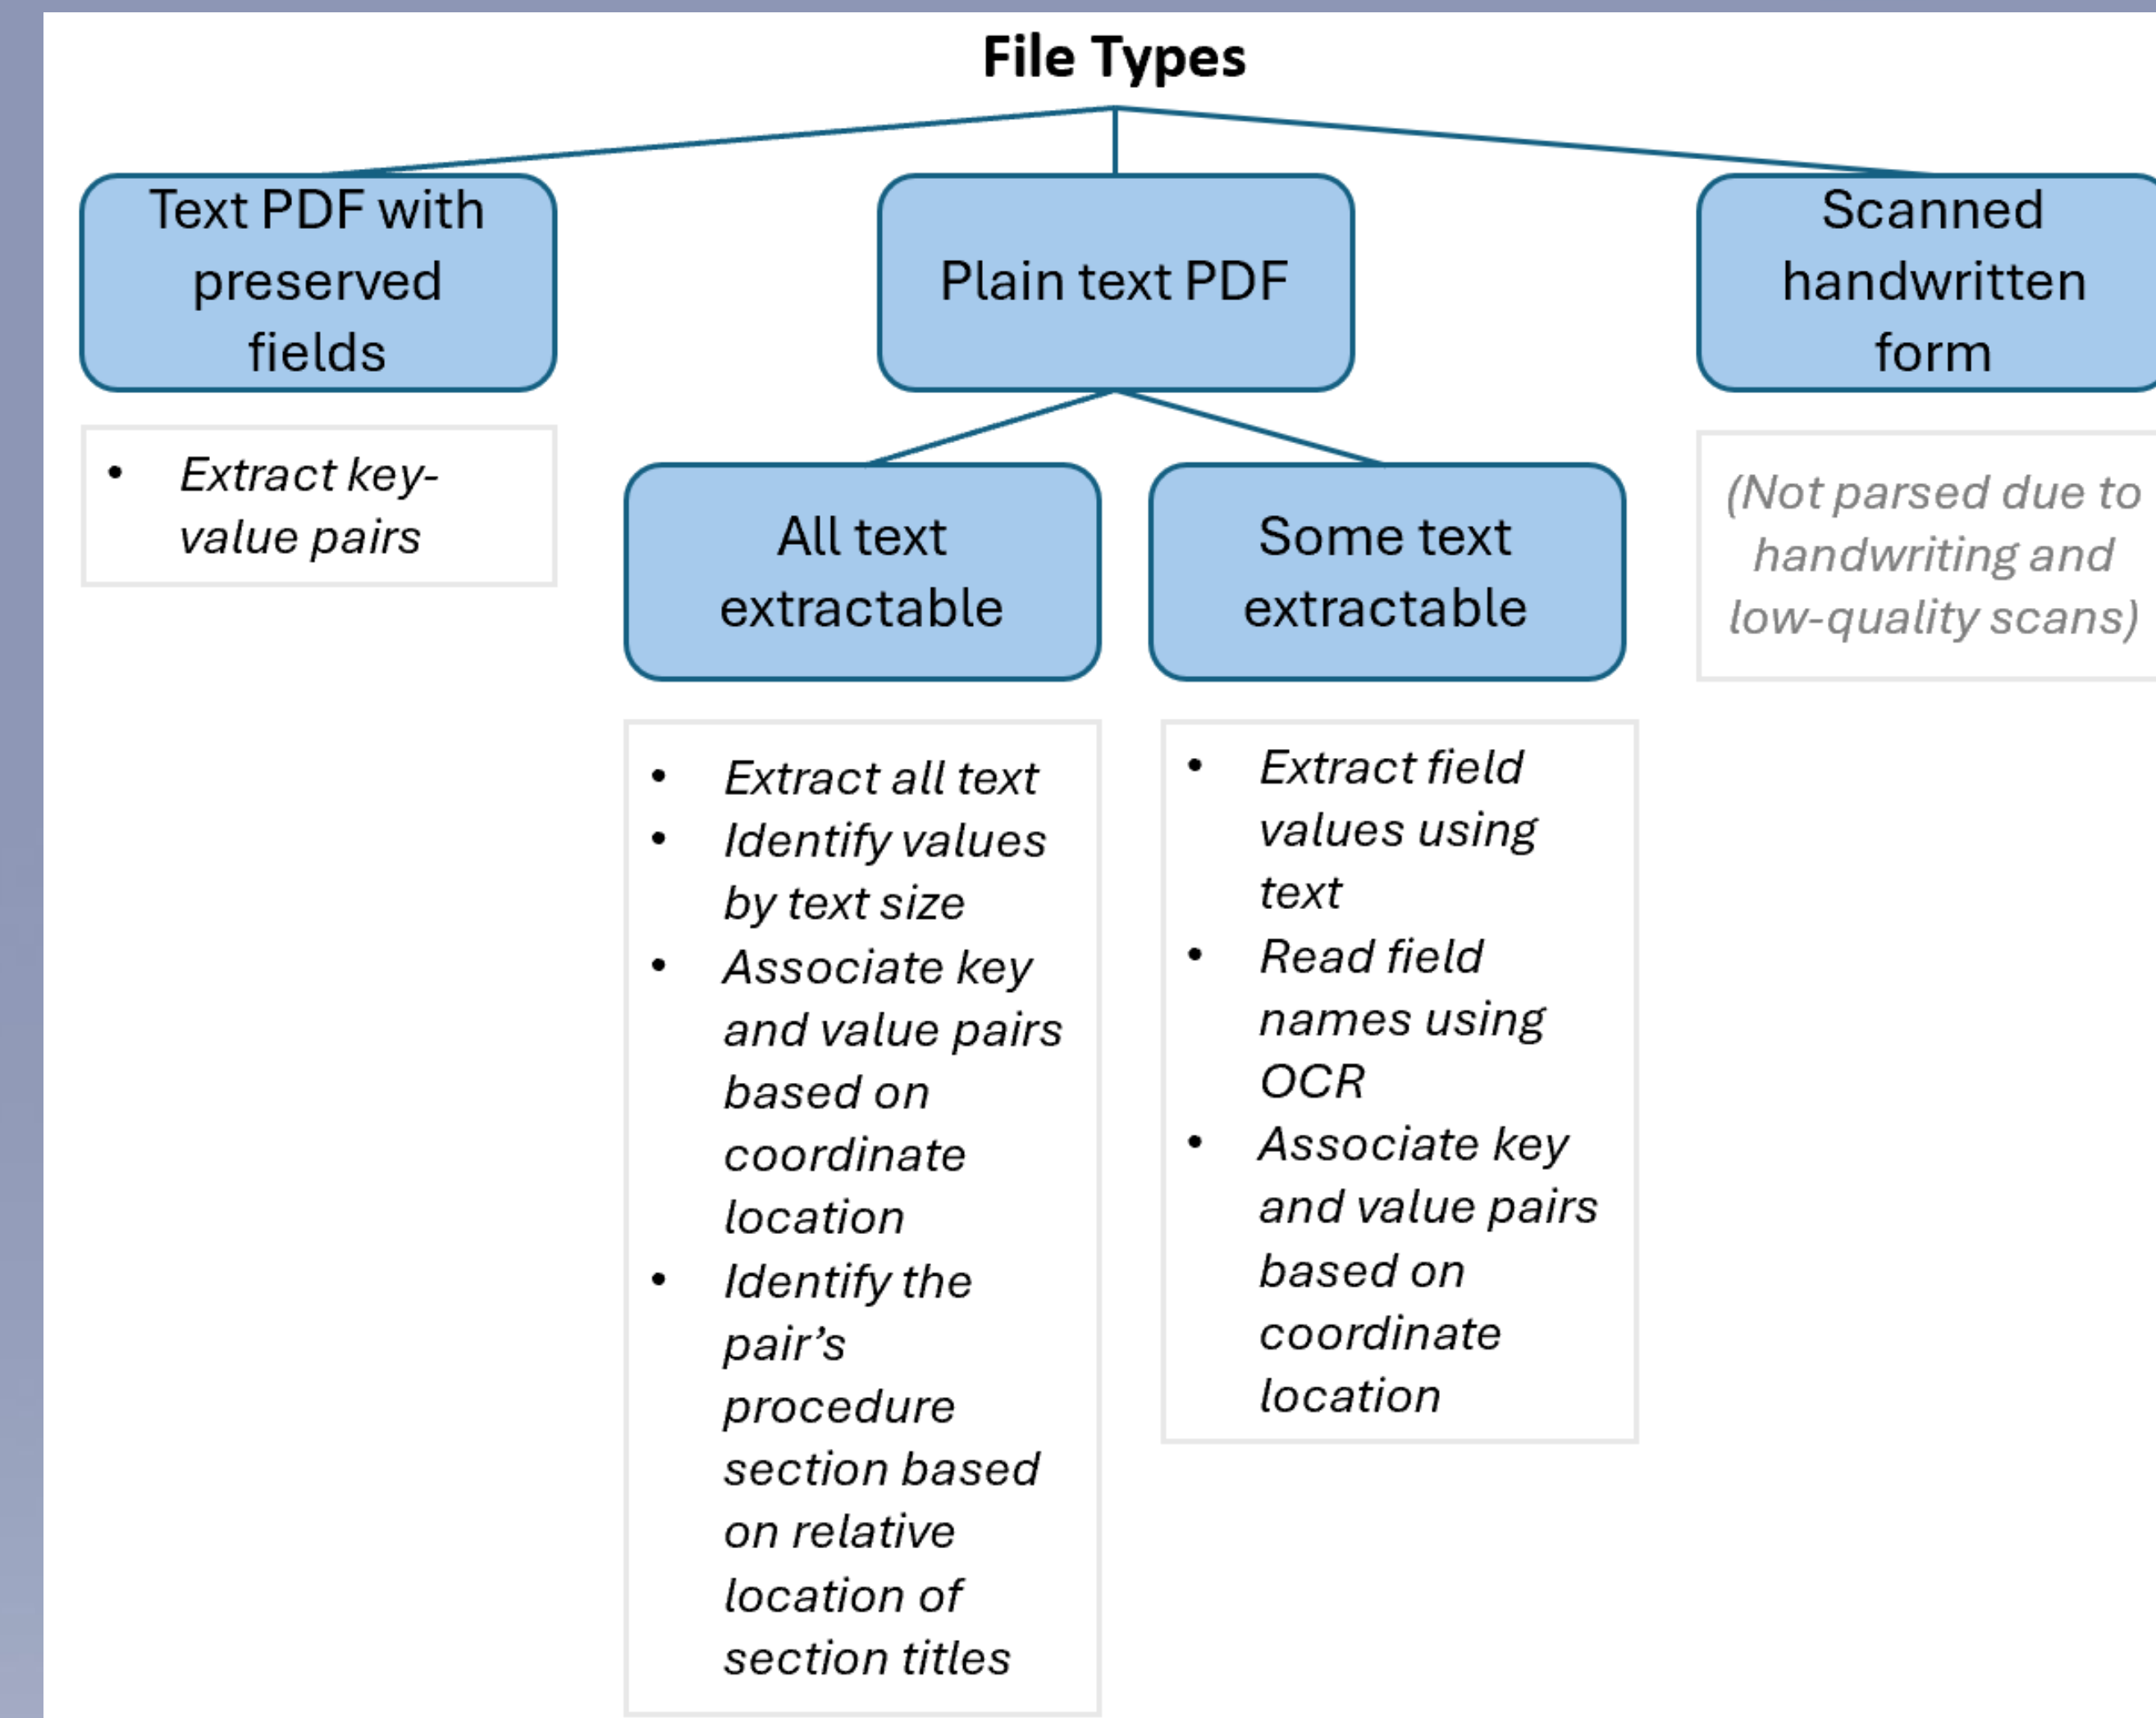 File Types
Text PDF with
preserved
fields
Plain text PDF
Scanned
handwritten
form
• Extract key-
value pairs
All text
extractable
Some text
extractable
(Not parsed due to
handwriting and
low-quality scans)
• Extract all text
• Identify values
by text size
• Associate key
and value pairs
based on
coordinate
location
• Identify the
pair’s
procedure
section based
on relative
location of
section titles
• Extract field
values using
text
• Read field
names using
OCR
• Associate key
and value pairs
based on
coordinate
location